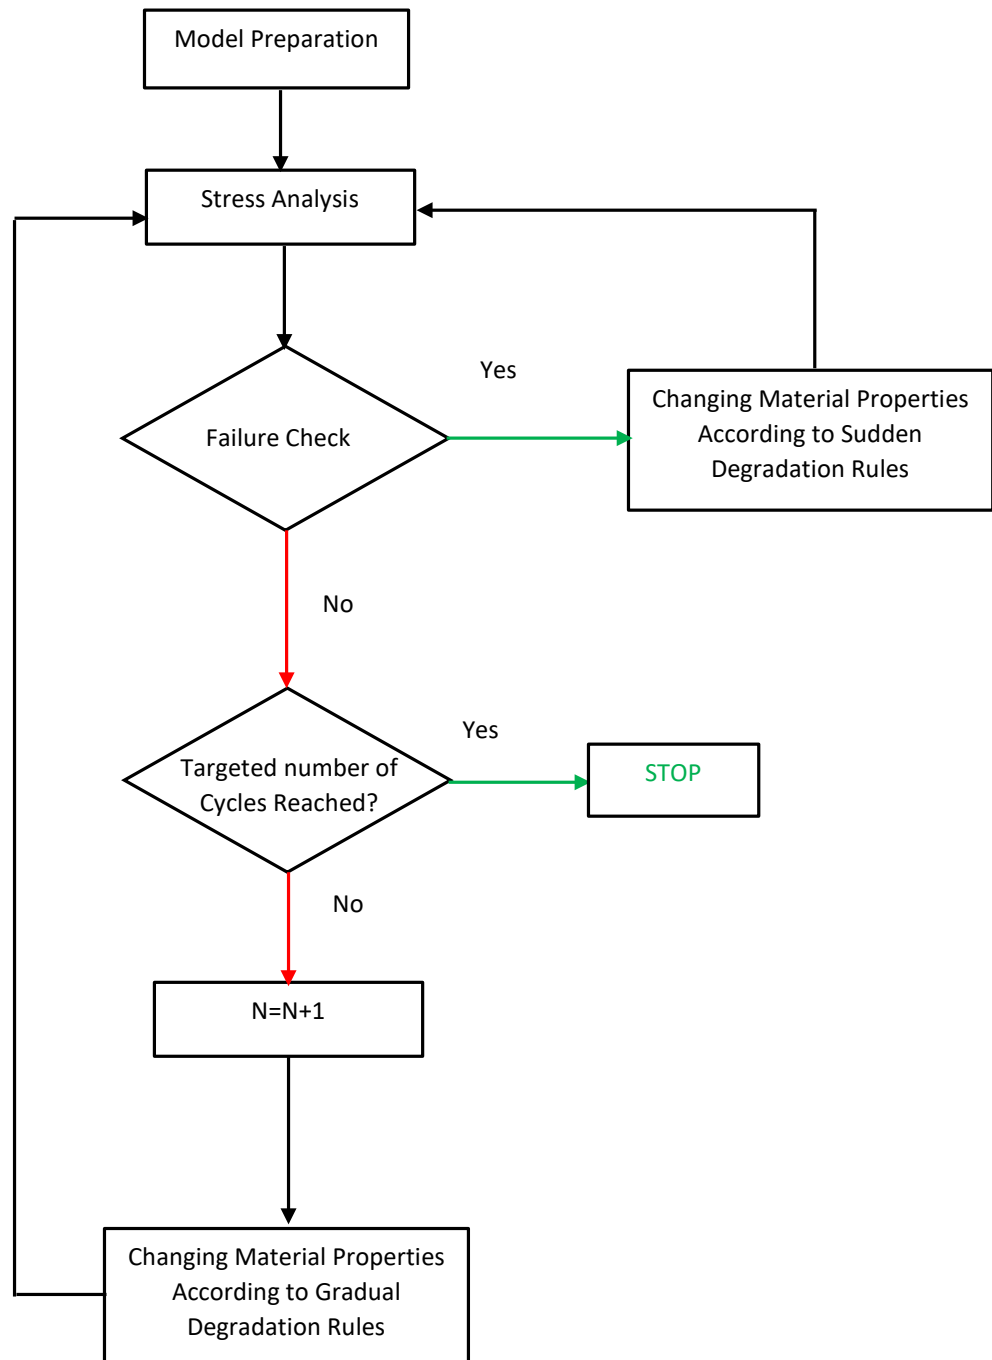 Model Preparation
Stress Analysis
Yes
Failure Check
Changing Material Properties
According to Sudden
Degradation Rules
No
Yes
Targeted number of
Cycles Reached?
STOP
No
N=N+1
Changing Material Properties
According to Gradual
Degradation Rules